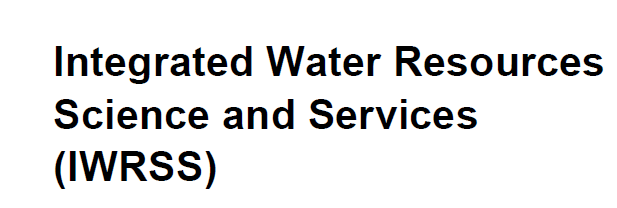 Integrated Water Resources
Science and Services
(IWRSS)